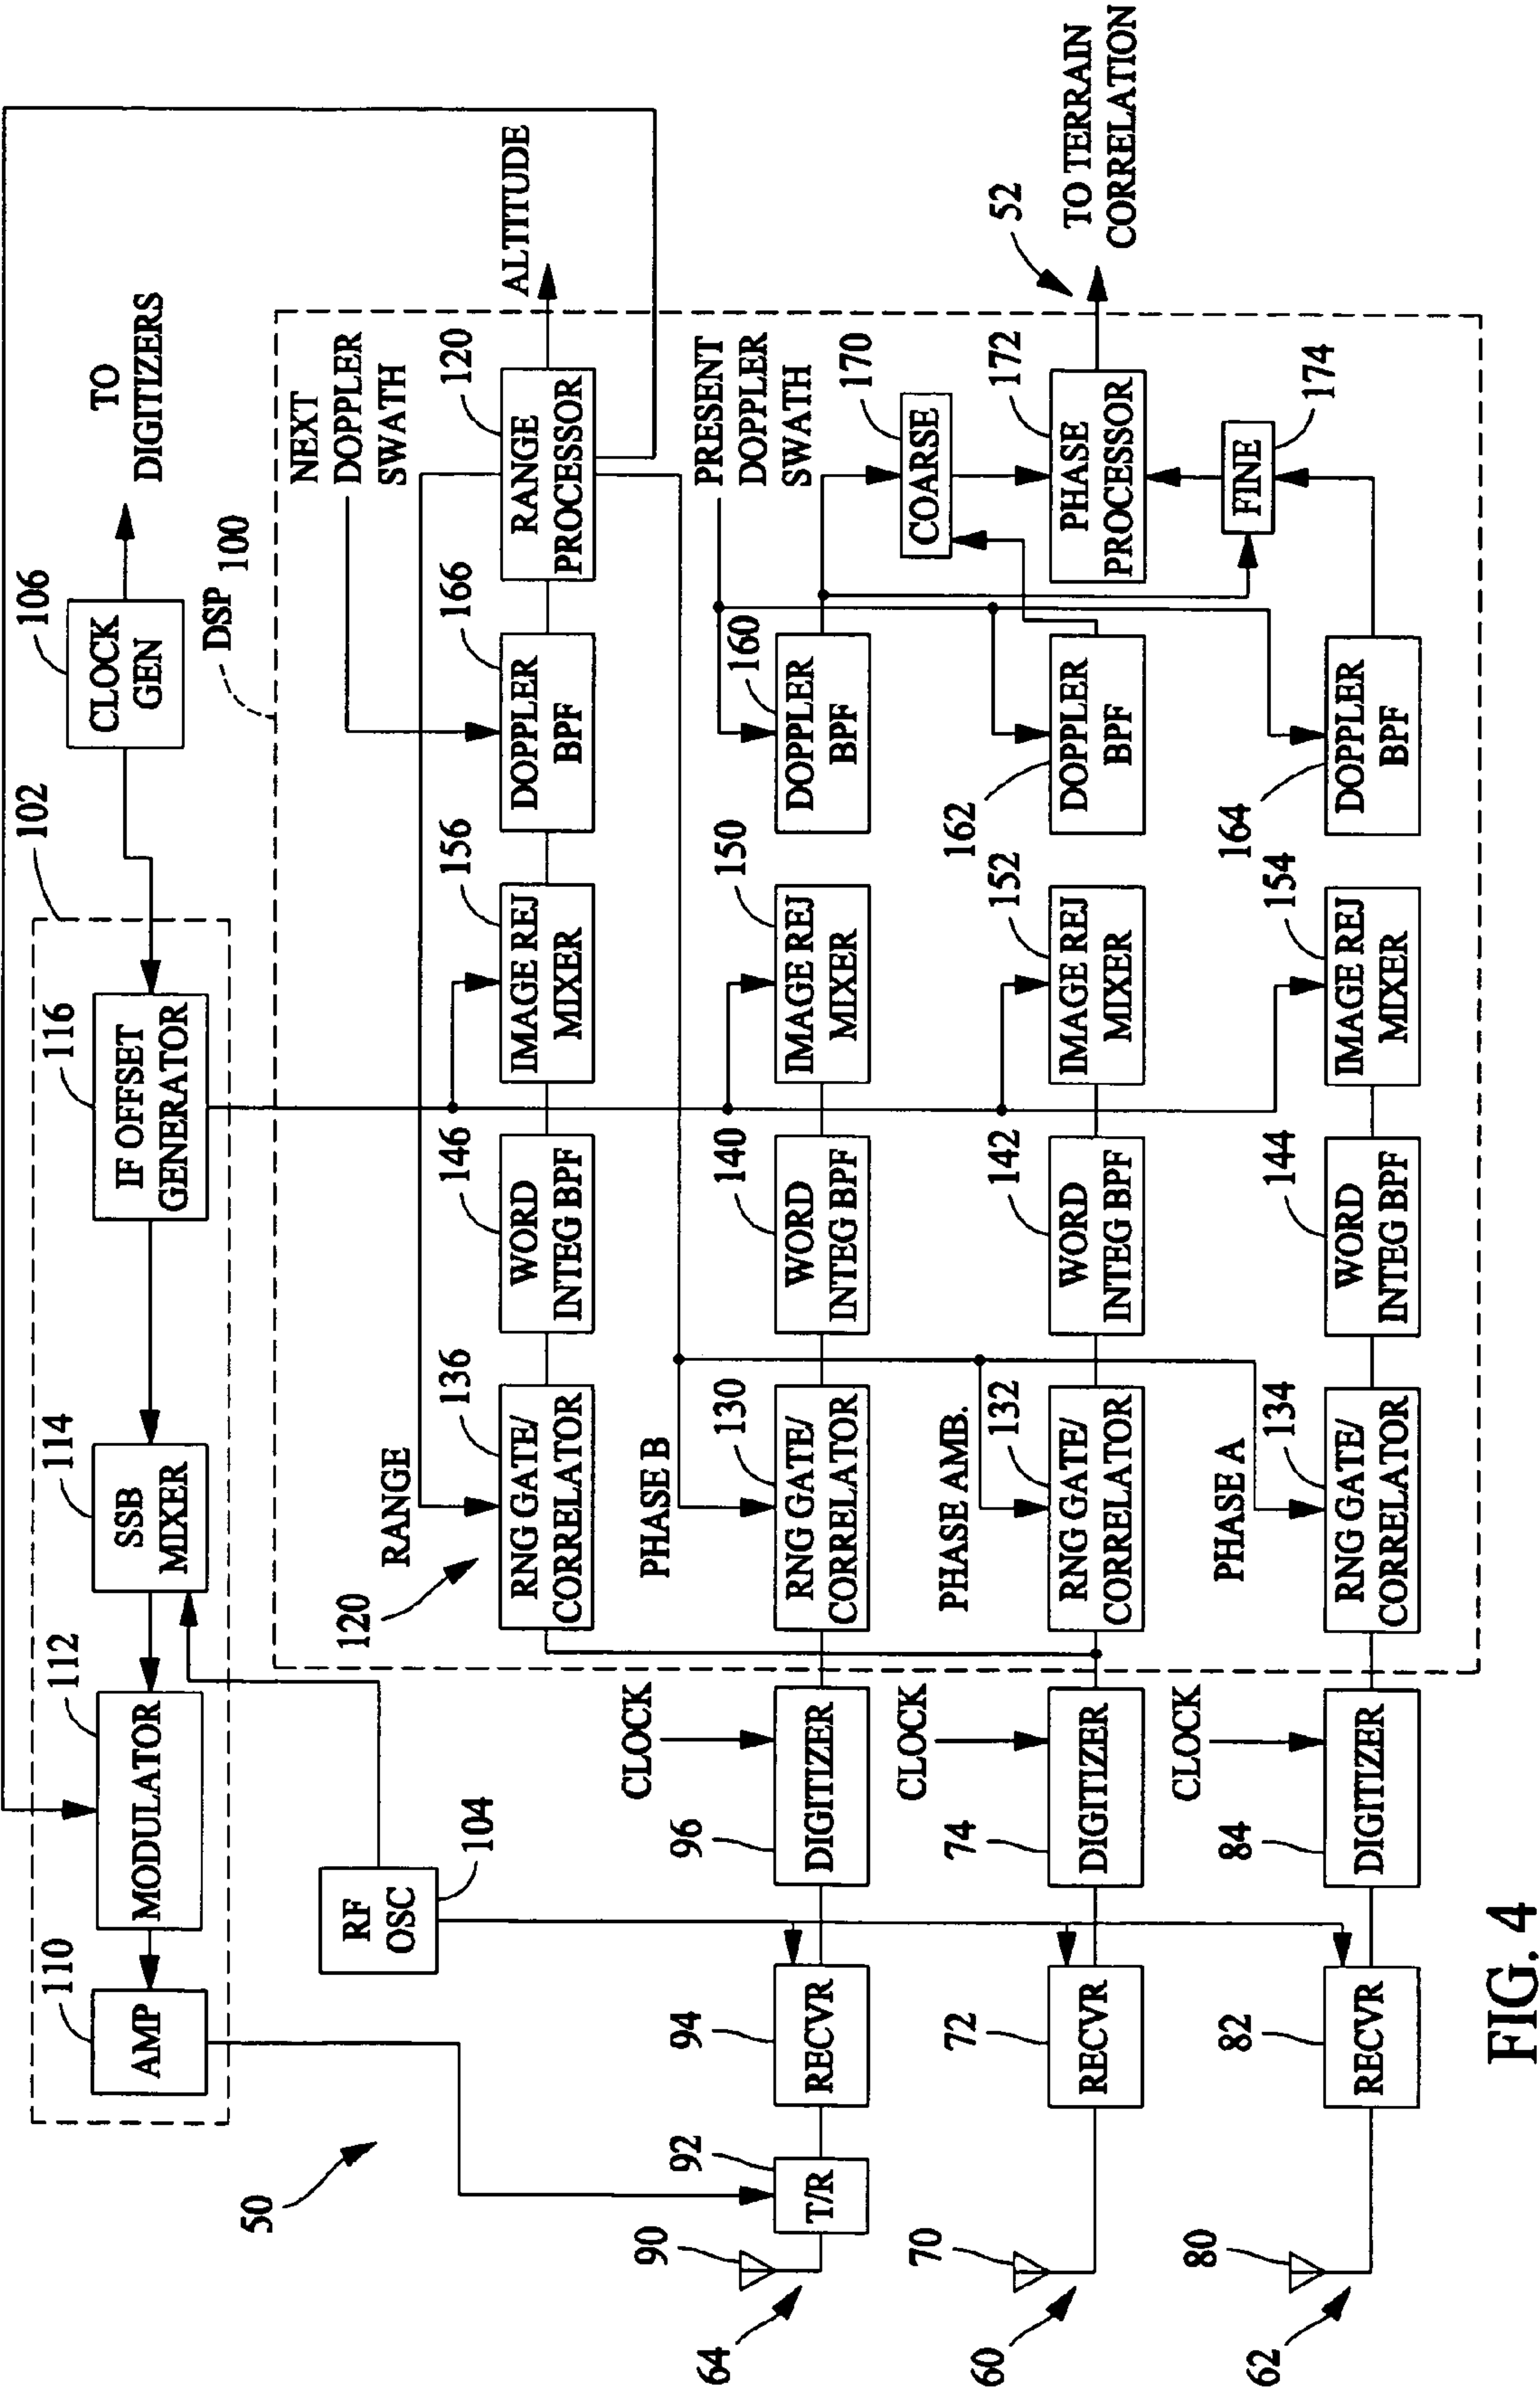 106
CLOCK
GEN
TO
DIGITIZERS
102
116
IF OFFSET
GENERATOR
114
SSB
MIXER
112
MODULATOR
110
AMP
50
RF
OSC
104
DSP
100
NEXT
DOPPLER
SWATH
ALTITUDE
RANGE
120
136
RNG GATE/
CORRELATOR
146
WORD
INTEG BPF
156
IMAGE REJ
MIXER
166
DOPPLER
BPF
120
RANGE
PROCESSOR
PRESENT
DOPPLER
SWATH
64
90
92
T/R
94
RECVR
CLOCK
96
DIGITIZER
PHASE B
130
RNG GATE/
CORRELATOR
140
WORD
INTEG BPF
150
IMAGE REJ
MIXER
160
DOPPLER
BPF
170
COARSE
60
70
72
RECVR
CLOCK
74
DIGITIZER
PHASE AMB.
132
RNG GATE/
CORRELATOR
142
WORD
INTEG BPF
152
IMAGE REJ
MIXER
162
DOPPLER
BPF
172
PHASE
PROCESSOR
52
TO TERRAIN
CORRELATION
62
80
82
RECVR
CLOCK
84
DIGITIZER
PHASE A
134
RNG GATE/
CORRELATOR
144
WORD
INTEG BPF
154
IMAGE REJ
MIXER
164
DOPPLER
BPF
FINE
174
FIG. 4